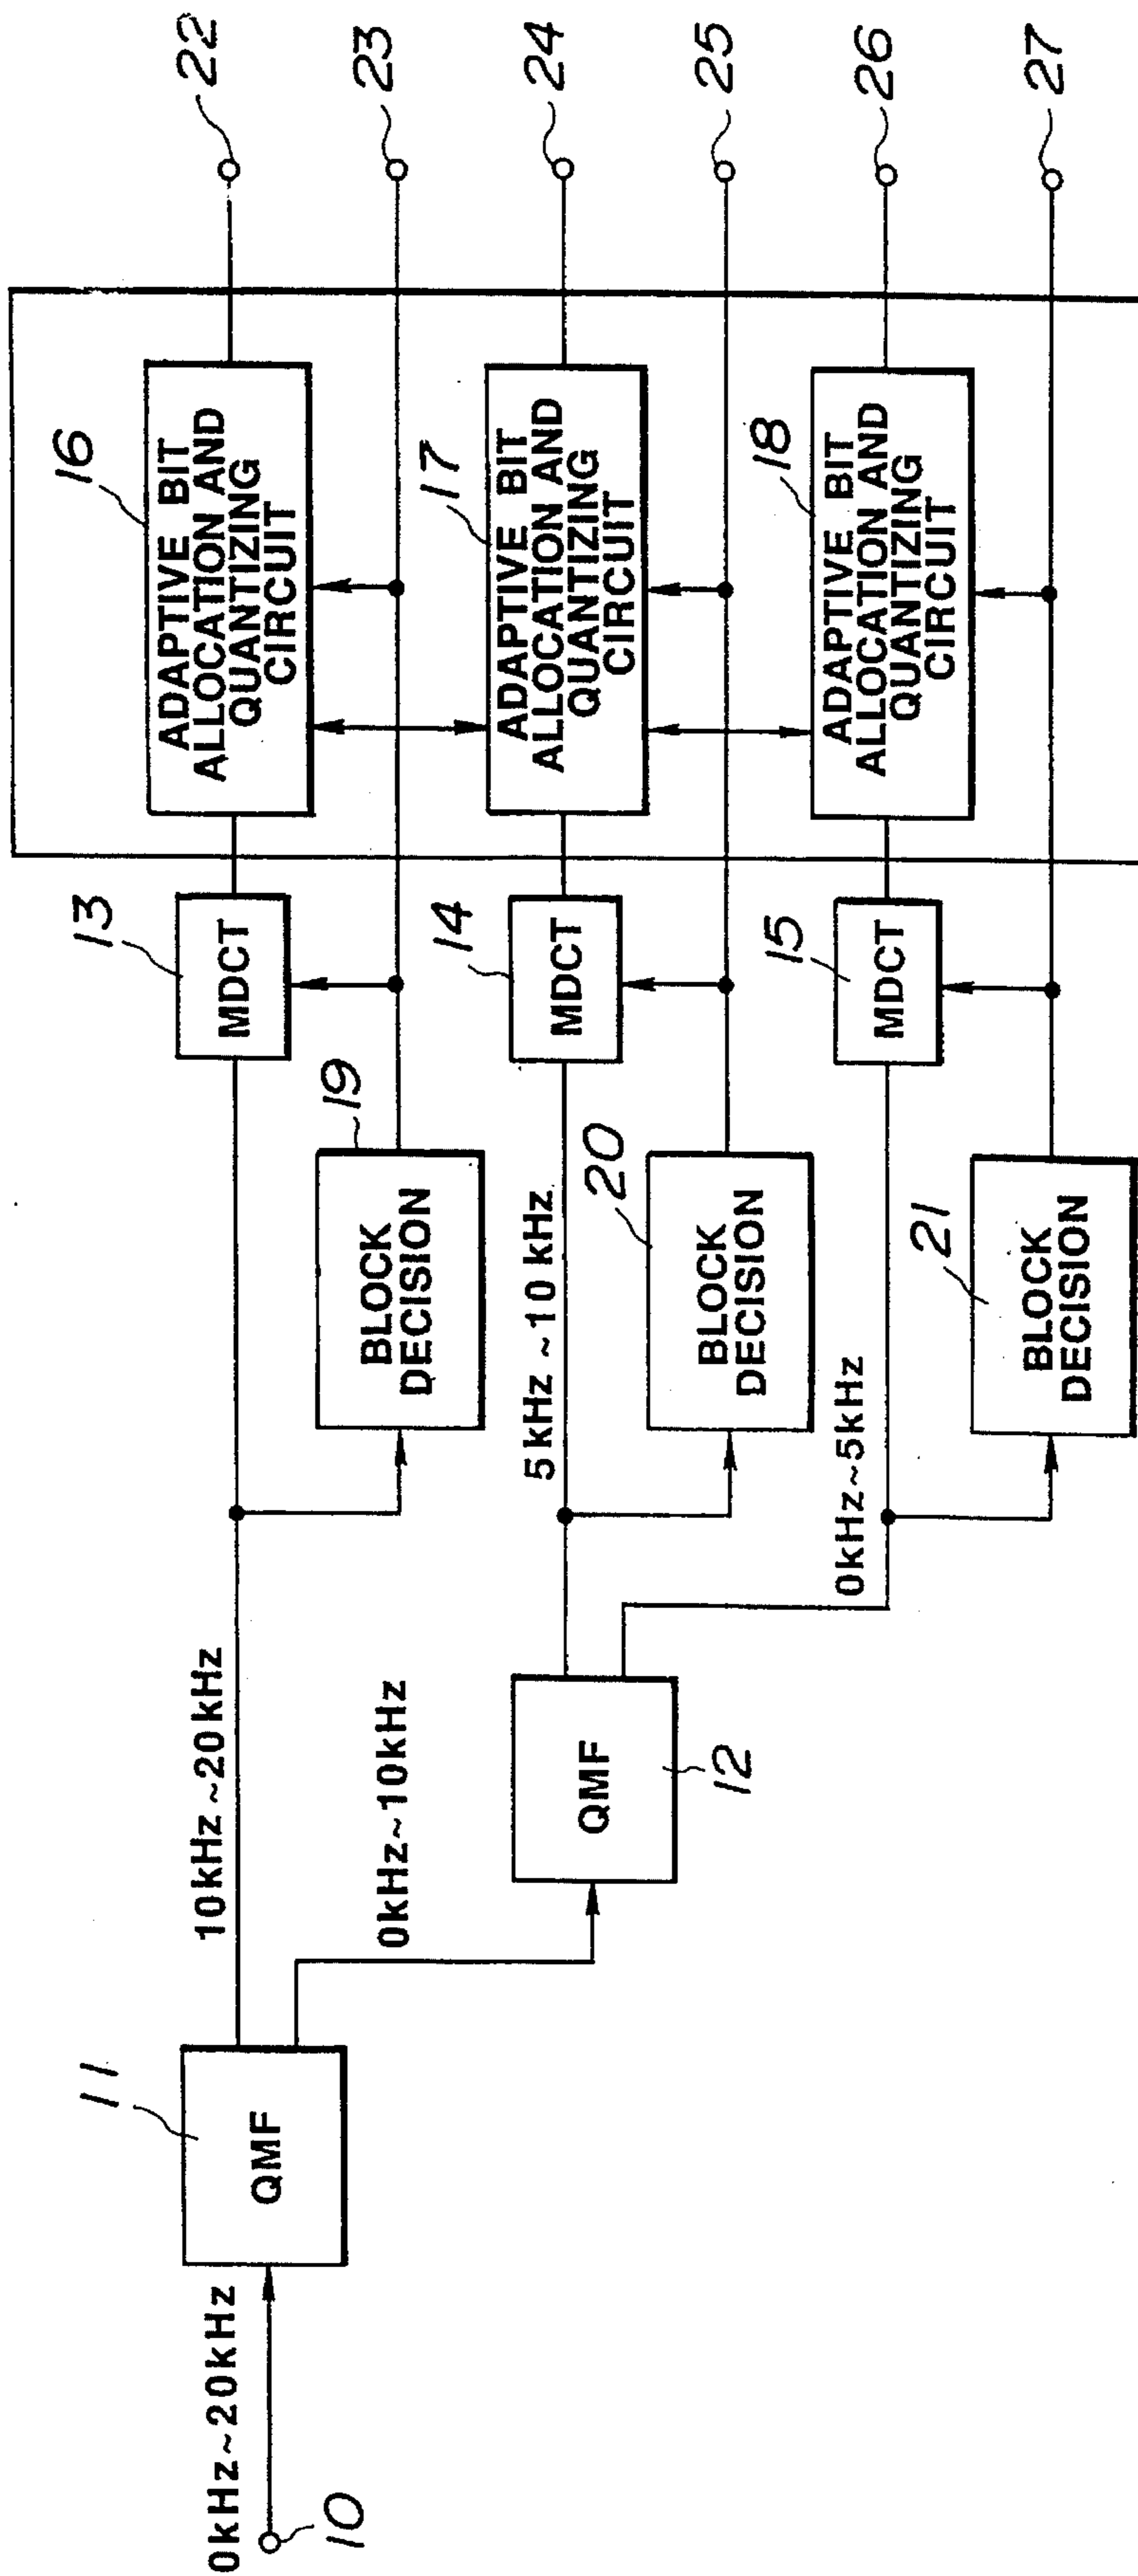 0kHz~20kHz
10
11
QMF
10kHz~20kHz
0kHz~10kHz
QMF
12
5kHz~10kHz
0kHz~5kHz
BLOCK
DECISION
19
BLOCK
DECISION
20
BLOCK
DECISION
21
13
MDCT
14
MDCT
15
MDCT
16
ADAPTIVE BIT
ALLOCATION AND
QUANTIZING
CIRCUIT
17
ADAPTIVE BIT
ALLOCATION AND
QUANTIZING
CIRCUIT
18
ADAPTIVE BIT
ALLOCATION AND
QUANTIZING
CIRCUIT
22
23
24
25
26
27